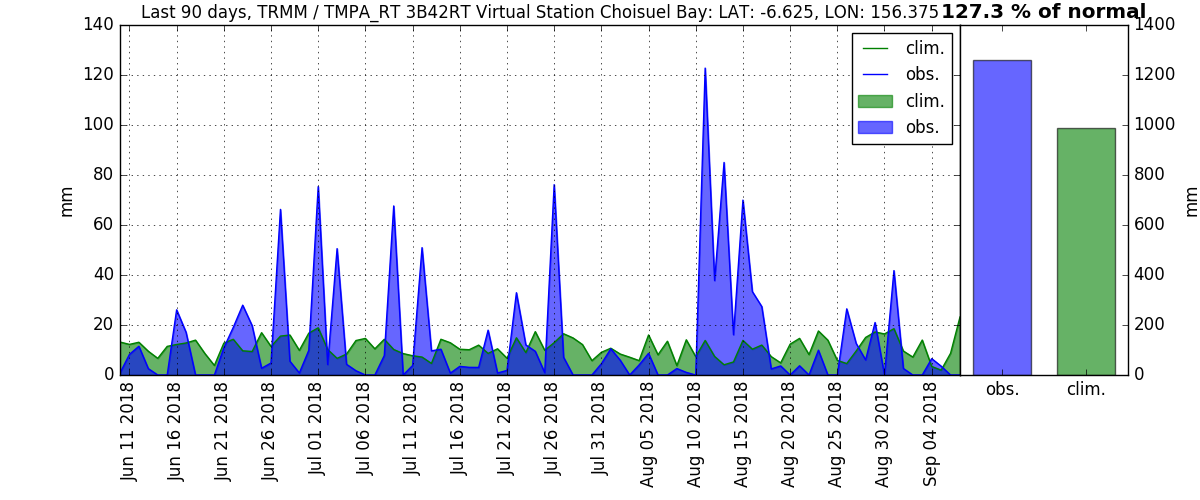 Last 90 days, TRMM / TMPA_RT 3B42RT Virtual Station Choisuel Bay: LAT: -6.625, LON: 156.375
127.3 % of normal
140
120
100
80
60
40
20
0
mm
clim.
obs.
clim.
obs.
Jun 11 2018
Jun 16 2018
Jun 21 2018
Jun 26 2018
Jul 01 2018
Jul 06 2018
Jul 11 2018
Jul 16 2018
Jul 21 2018
Jul 26 2018
Jul 31 2018
Aug 05 2018
Aug 10 2018
Aug 15 2018
Aug 20 2018
Aug 25 2018
Aug 30 2018
Sep 04 2018
1400
1200
1000
800
600
400
200
0
mm
obs.
clim.